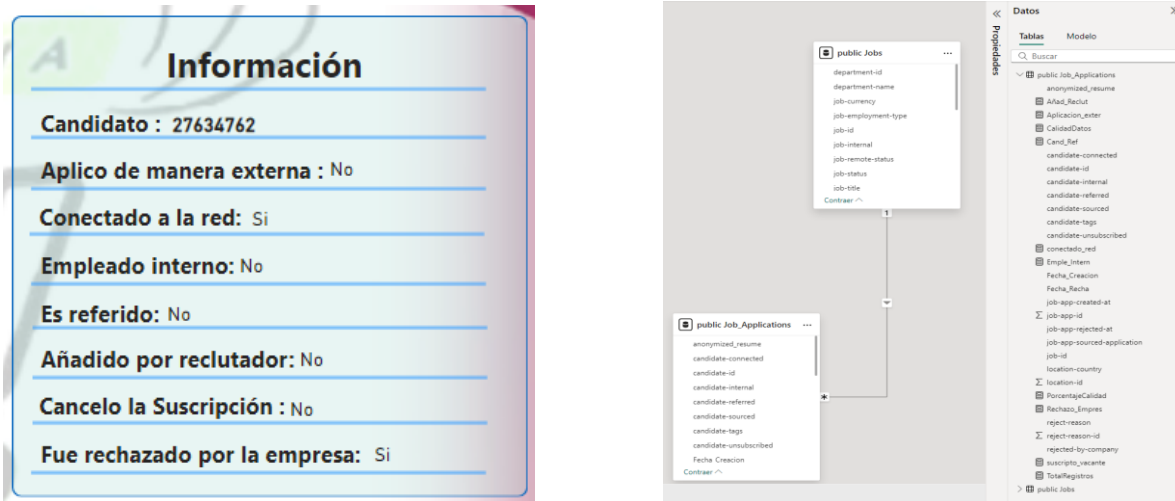 A
Información
Candidato : 27634762
Aplico de manera externa : No
Conectado a la red: Si
Empleado interno: No
Es referido: No
Añadido por reclutador: No
Cancelo la Suscripción : No
Fue rechazado por la empresa: Si
public Jobs
department-id
department-name
job-currency
job-employment-type
job-id
job-internal
job-remote-status
job-status
job-title
Contraer
1
*
public Job_Applications
anonymized_resume
candidate-connected
candidate-id
candidate-internal
candidate-referred
candidate-sourced
candidate-tags
candidate-unsubscribed
Fecha Creacion
Contraer
Propiedades
Datos
Tablas Modelo
Buscar
public Job_Applications
anonymized_resume
Añad_Reclut
Aplicacion_exter
CalidadDatos
Cand_Ref
candidate-connected
candidate-id
candidate-internal
candidate-referred
candidate-sourced
candidate-tags
candidate-unsubscribed
conectado_red
Emple_Intern
Fecha_Creacion
Fecha_Recha
job-app-created-at
∑ job-app-id
job-app-rejected-at
job-app-sourced-application
job-id
location-country
∑ location-id
PorcentajeCalidad
Rechazo_Empres
reject-reason
∑ reject-reason-id
rejected-by-company
suscripto_vacante
TotalRegistros
public Jobs